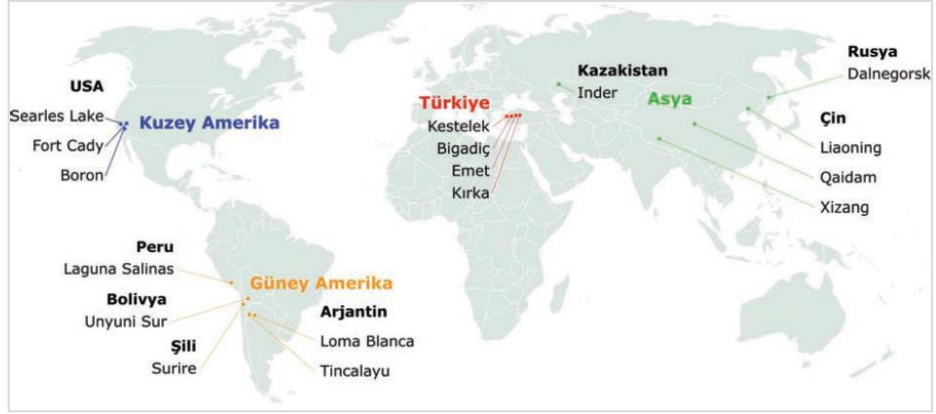 USA
Searles Lake
Fort Cady
Boron
Kuzey Amerika
Peru
Laguna Salinas
Bolivya
Unyuni Sur
Şili
Surire
Güney Amerika
Arjantin
Loma Blanca
Tincalayu
Türkiye
Kestelek
Bigadiç
Emet
Kırka
Kazakistan
Inder
Asya
Rusya
Dalnegorsk
Çin
Liaoning
Qaidam
Xizang